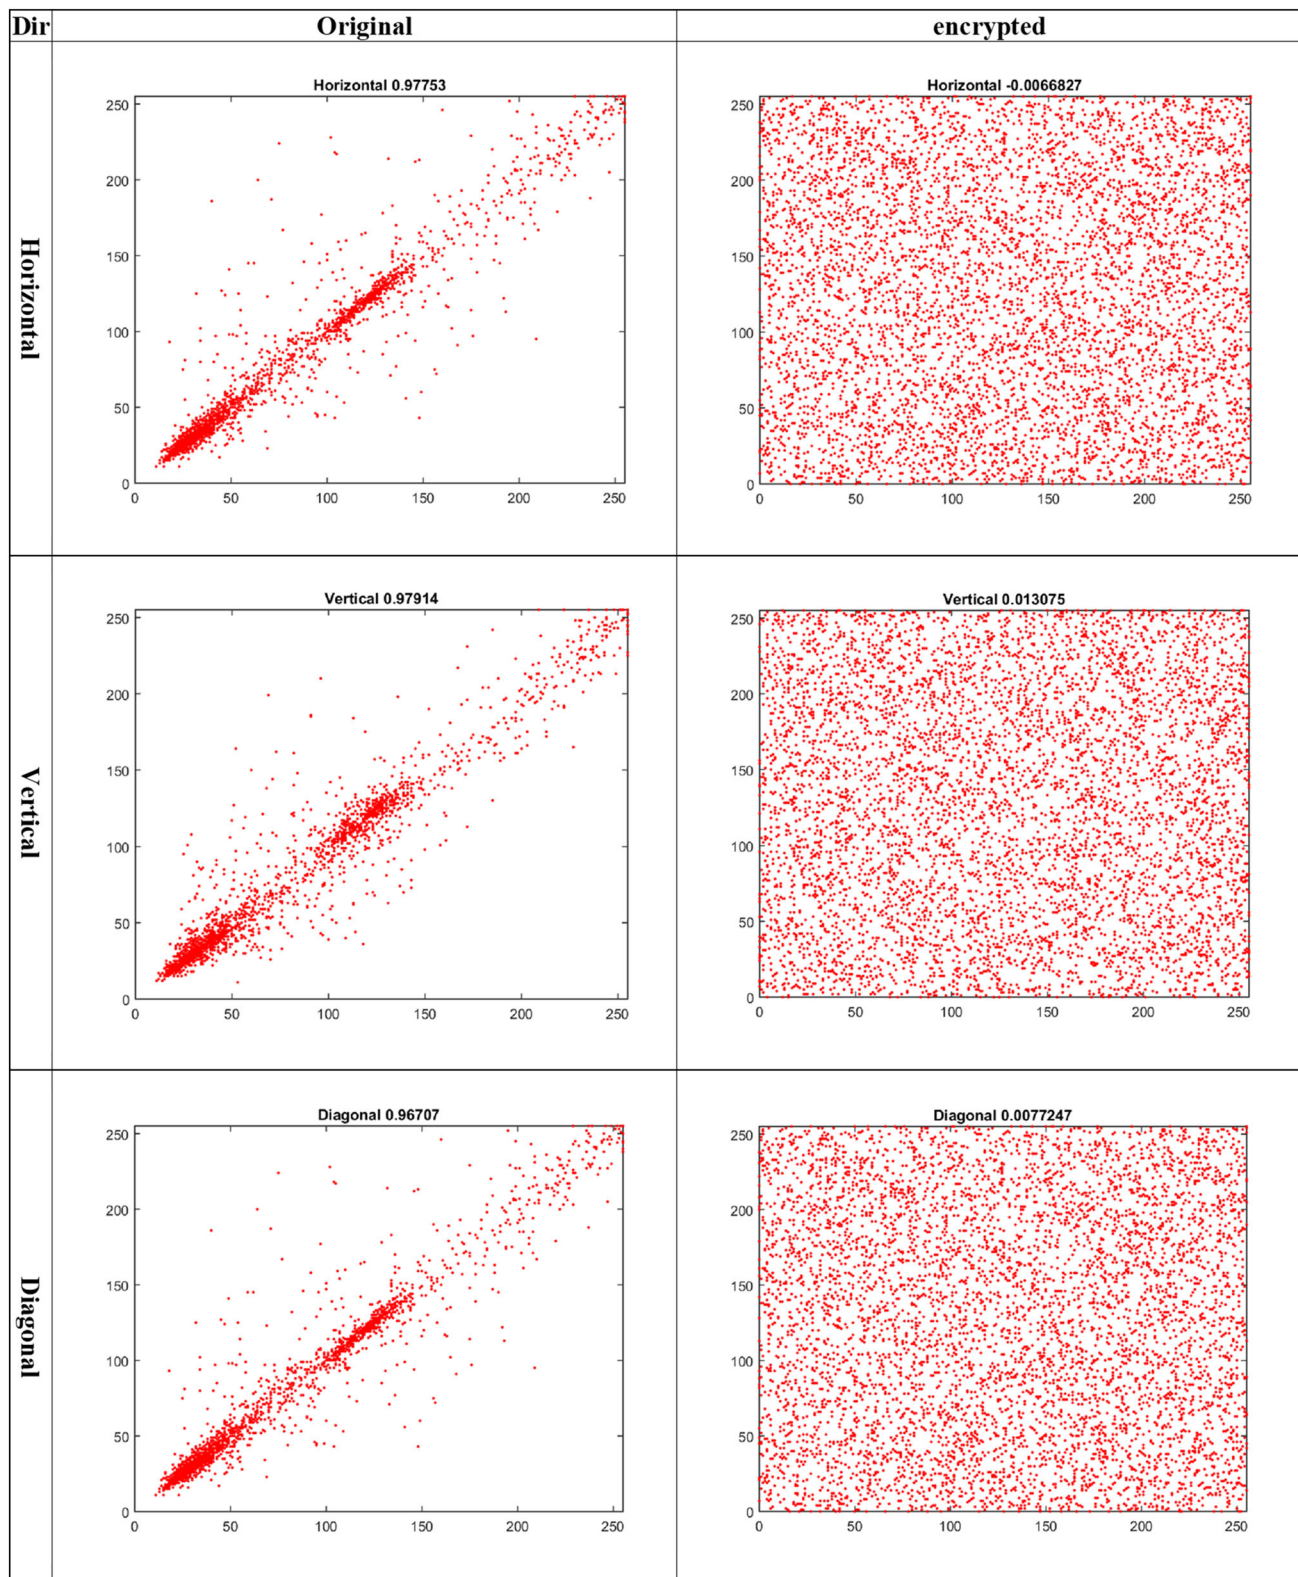 Dir Original encrypted
Horizontal
Horizontal 0.97753
250
200
150
100
50
0
0 50 100 150 200 250
Horizontal -0.0066827
250
200
150
100
50
0
0 50 100 150 200 250
Vertical
Vertical 0.97914
250
200
150
100
50
0
0 50 100 150 200 250
Vertical 0.013075
250
200
150
100
50
0
0 50 100 150 200 250
Diagonal
Diagonal 0.96707
250
200
150
100
50
0
0 50 100 150 200 250
Diagonal 0.0077247
250
200
150
100
50
0
0 50 100 150 200 250